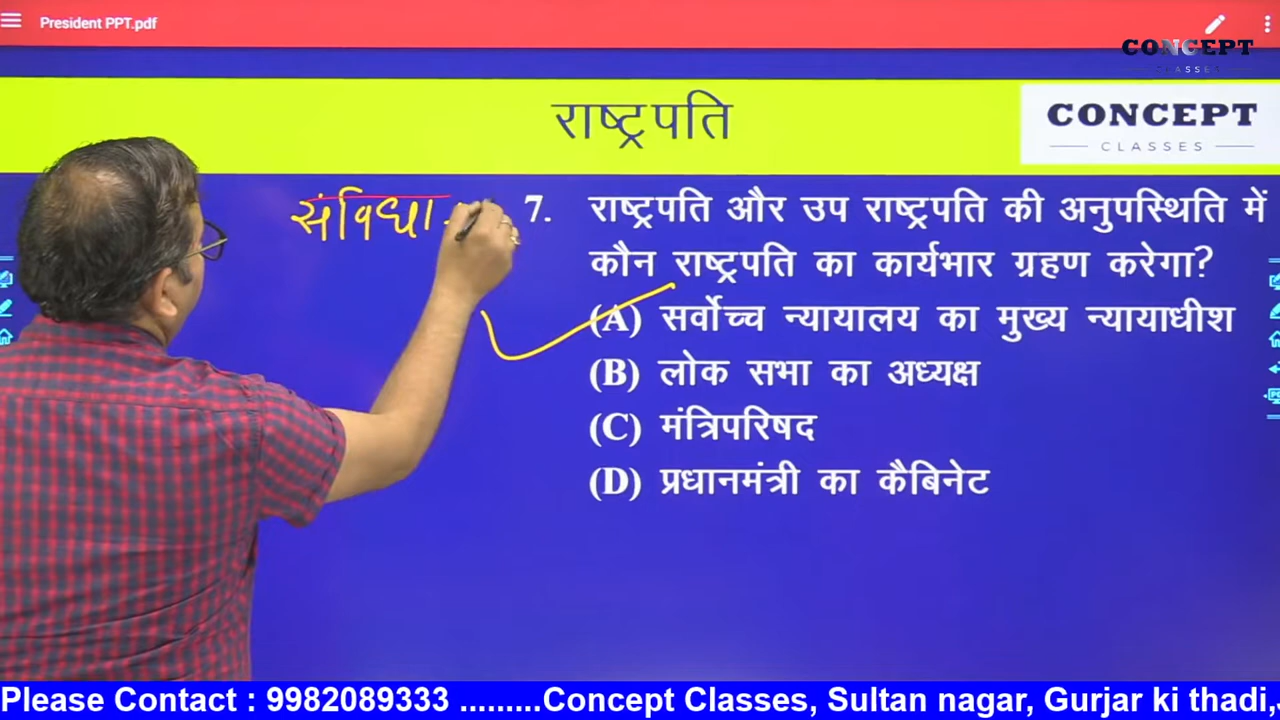 President PPT.pdf
CONCEPT
CLASSES
राष्ट्रपति
CONCEPT
CLASSES
संविधा
7. राष्ट्रपति और उप राष्ट्रपति की अनुपस्थिति में
कौन राष्ट्रपति का कार्यभार ग्रहण करेगा?
(A) सर्वोच्च न्यायालय का मुख्य न्यायाधीश
(B) लोक सभा का अध्यक्ष
(C) मंत्रिपरिषद
(D) प्रधानमंत्री का कैबिनेट
Please Contact : 9982089333 .........Concept Classes, Sultan nagar, Gurjar ki thadi,